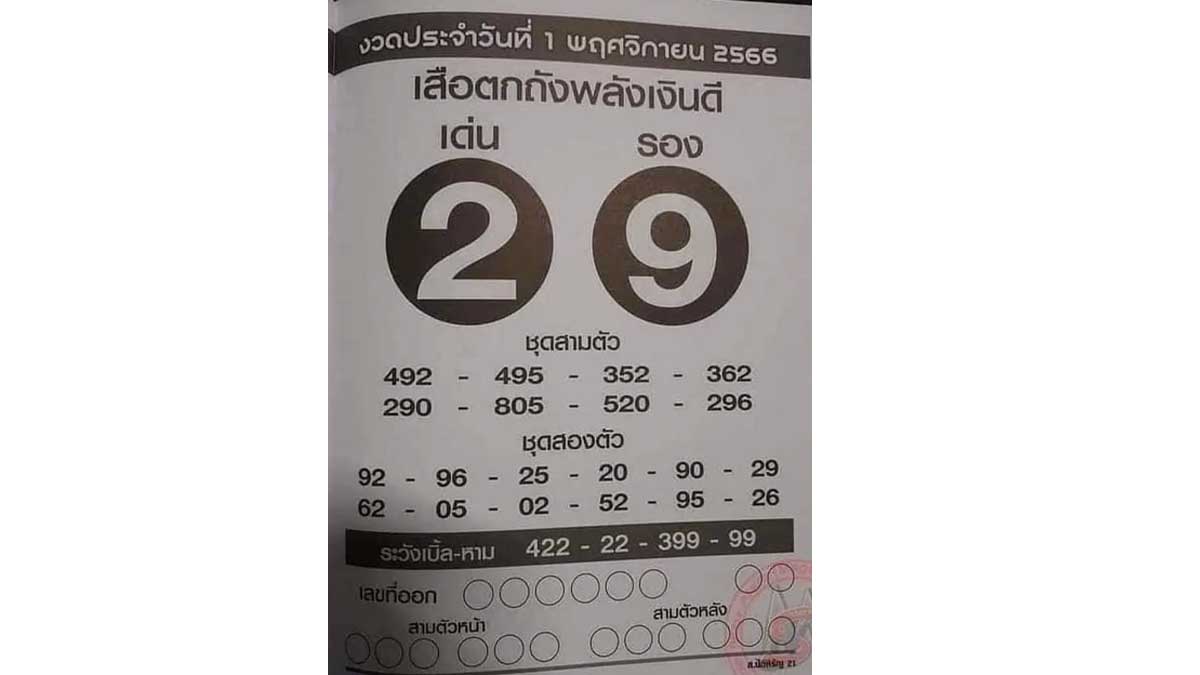 งวดประจำวันที่ 1 พฤศจิกายน 2566
เสือตกถังพลังเงินดี
เด่น รอง
2 9
ชุดสามตัว
492 - 495 - 352 - 362
290 - 805 - 520 - 296
ชุดสองตัว
92 - 96 - 25 - 20 - 90 - 29
62 - 05 - 02 - 52 - 95 - 26
ระวังเบิ้ล-หาม 422 - 22 - 399 - 99
เลขที่ออก
สามตัวหน้า สามตัวหลัง